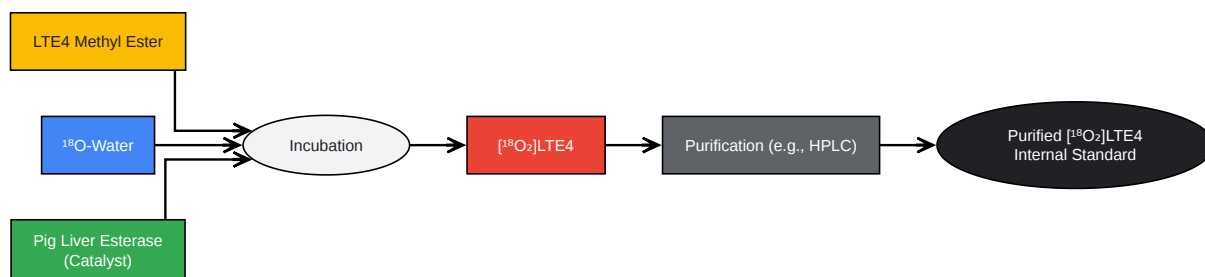 LTE4 Methyl Ester
¹⁸O-Water
Pig Liver Esterase
(Catalyst)
Incubation
[¹⁸O₂]LTE4
Purification (e.g., HPLC)
Purified [¹⁸O₂]LTE4
Internal Standard